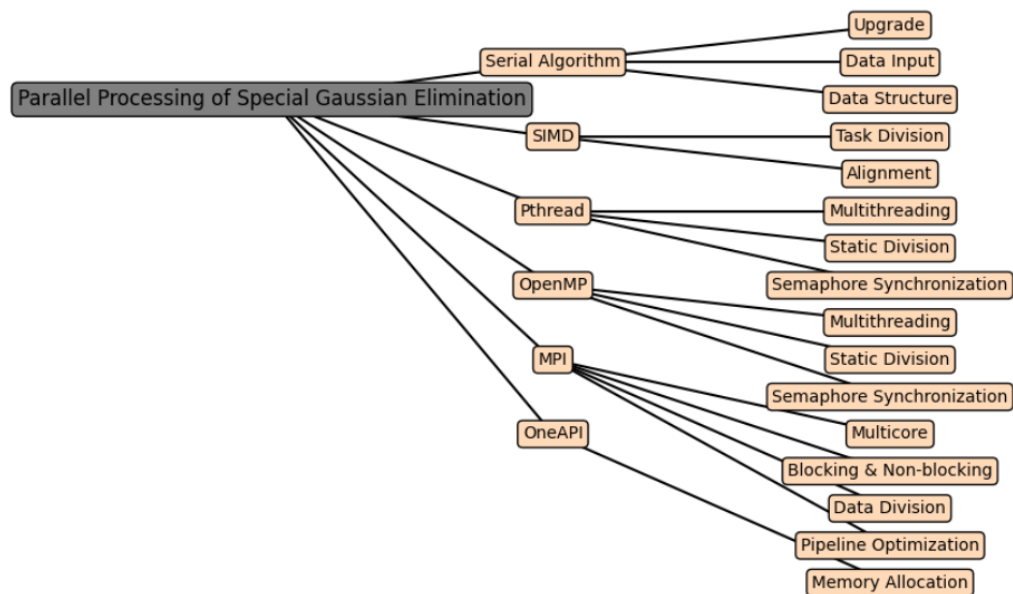 Parallel Processing of Special Gaussian Elimination
Serial Algorithm
Upgrade
Data Input
Data Structure
SIMD
Task Division
Alignment
Pthread
Multithreading
Static Division
Semaphore Synchronization
OpenMP
Multithreading
Static Division
Semaphore Synchronization
MPI
Multicore
Blocking & Non-blocking
Data Division
Pipeline Optimization
OneAPI
Memory Allocation